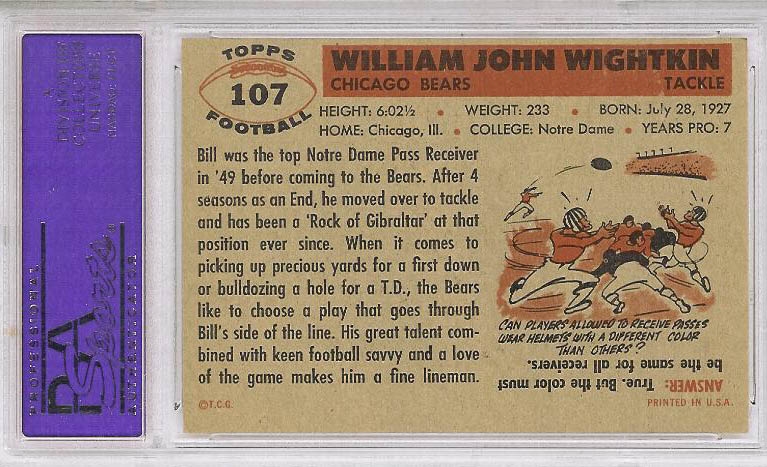 TOPPS
107
FOOTBALL
WILLIAM JOHN WIGHTKIN
CHICAGO BEARS TACKLE
HEIGHT: 6:02½ • WEIGHT: 233 • BORN: July 28, 1927
HOME: Chicago, Ill. • COLLEGE: Notre Dame • YEARS PRO: 7
Bill was the top Notre Dame Pass Receiver
in '49 before coming to the Bears. After 4
seasons as an End, he moved over to tackle
and has been a 'Rock of Gibraltar' at that
position ever since. When it comes to
picking up precious yards for a first down
or bulldozing a hole for a T.D., the Bears
like to choose a play that goes through
Bill's side of the line. His great talent com-
bined with keen football savvy and a love
of the game makes him a fine lineman.
©T.C.G.
CAN PLAYERS ALLOWED TO RECEIVE PASSES
WEAR HELMETS WITH A DIFFERENT COLOR
THAN OTHERS?
ANSWER: True. But the color must
be the same for all receivers.
PRINTED IN U.S.A.
A
DIVISION OF
COLLECTORS
UNIVERSE
NASDAQ: CLCT
PROFESSIONAL
PSA
Sports
AUTHENTICATOR